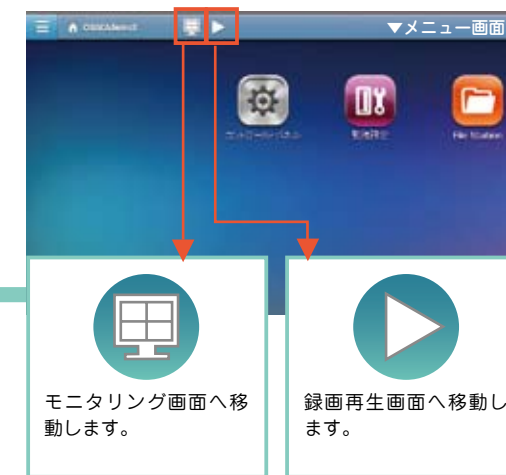 ▼メニュー画面
File Station
モニタリング画面へ移
動します。
録画再生画面へ移動し
ます。